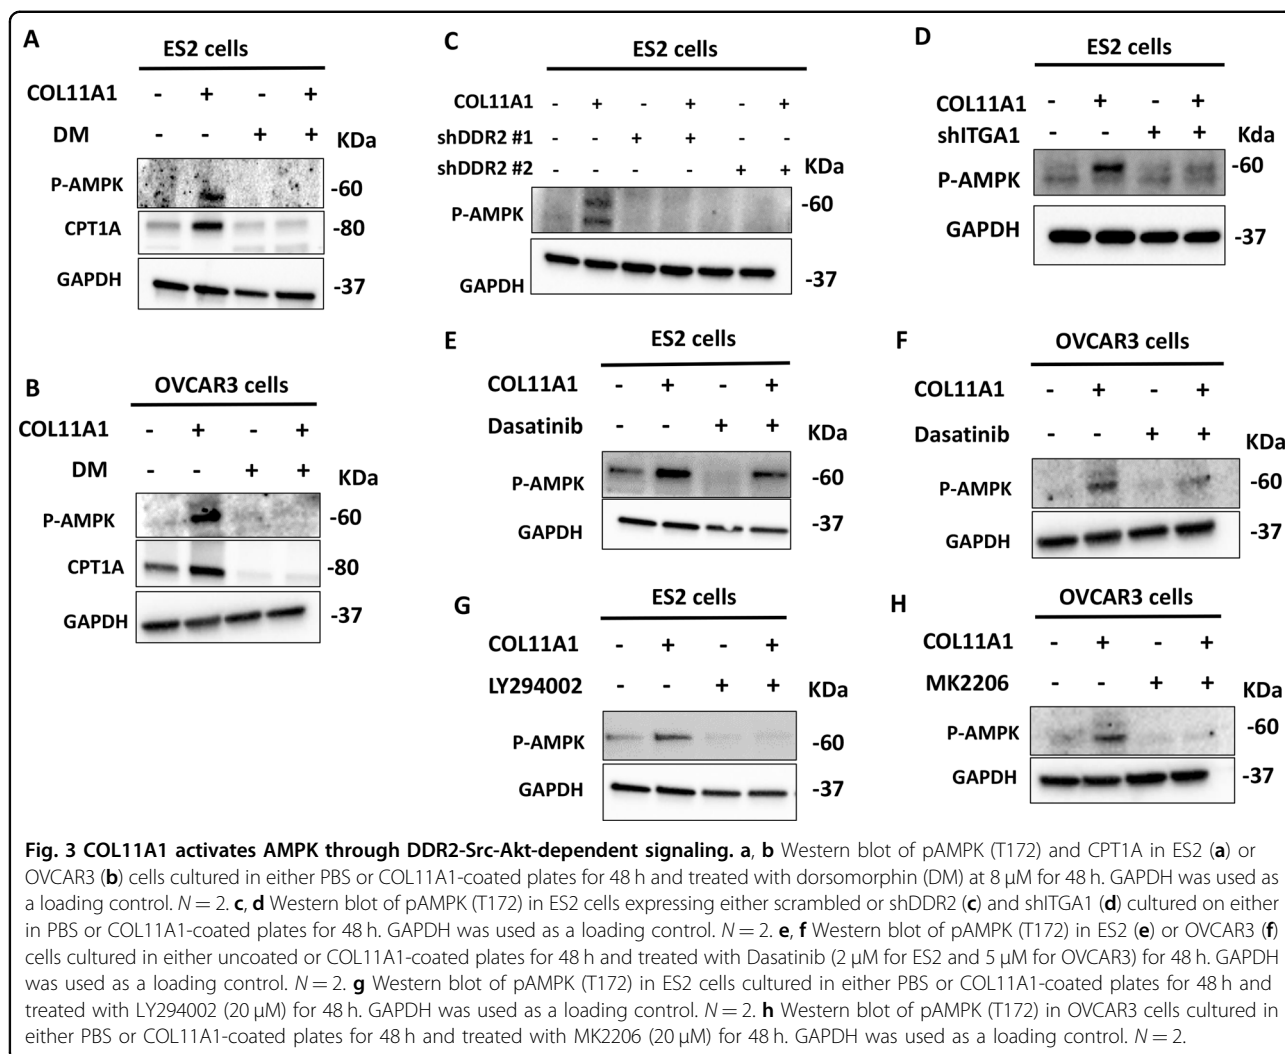 A
ES2 cells
COL11A1 - + - +
DM - - + + KDa
P-AMPK -60
CPT1A -80
GAPDH -37
B
OVCAR3 cells
COL11A1 - + - +
DM - - + + KDa
P-AMPK -60
CPT1A -80
GAPDH -37
C
ES2 cells
COL11A1 - + - + - +
shDDR2 #1 - - + +
shDDR2 #2 - - + + KDa
P-AMPK -60
GAPDH -37
D
ES2 cells
COL11A1 - + - +
shITGA1 - - + + Kda
P-AMPK -60
GAPDH -37
E
ES2 cells
COL11A1 - + - +
Dasatinib - - + + KDa
P-AMPK -60
GAPDH -37
F
OVCAR3 cells
COL11A1 - + - +
Dasatinib - - + + KDa
P-AMPK -60
GAPDH -37
G
ES2 cells
COL11A1 - + - +
LY294002 - - + + KDa
P-AMPK -60
GAPDH -37
H
OVCAR3 cells
COL11A1 - + - +
MK2206 - - + + KDa
P-AMPK -60
GAPDH -37
Fig. 3 COL11A1 activates AMPK through DDR2-Src-Akt-dependent signaling. a, b Western blot of pAMPK (T172) and CPT1A in ES2 (a) or
OVCAR3 (b) cells cultured in either PBS or COL11A1-coated plates for 48 h and treated with dorsomorphin (DM) at 8 μM for 48 h. GAPDH was used as
a loading control. N = 2. c, d Western blot of pAMPK (T172) in ES2 cells expressing either scrambled or shDDR2 (c) and shITGA1 (d) cultured on either
in PBS or COL11A1-coated plates for 48 h. GAPDH was used as a loading control. N = 2. e, f Western blot of pAMPK (T172) in ES2 (e) or OVCAR3 (f)
cells cultured in either uncoated or COL11A1-coated plates for 48 h and treated with Dasatinib (2 μM for ES2 and 5 μM for OVCAR3) for 48 h. GAPDH
was used as a loading control. N = 2. g Western blot of pAMPK (T172) in ES2 cells cultured in either PBS or COL11A1-coated plates for 48 h and
treated with LY294002 (20 μM) for 48 h. GAPDH was used as a loading control. N = 2. h Western blot of pAMPK (T172) in OVCAR3 cells cultured in
either PBS or COL11A1-coated plates for 48 h and treated with MK2206 (20 μM) for 48 h. GAPDH was used as a loading control. N = 2.